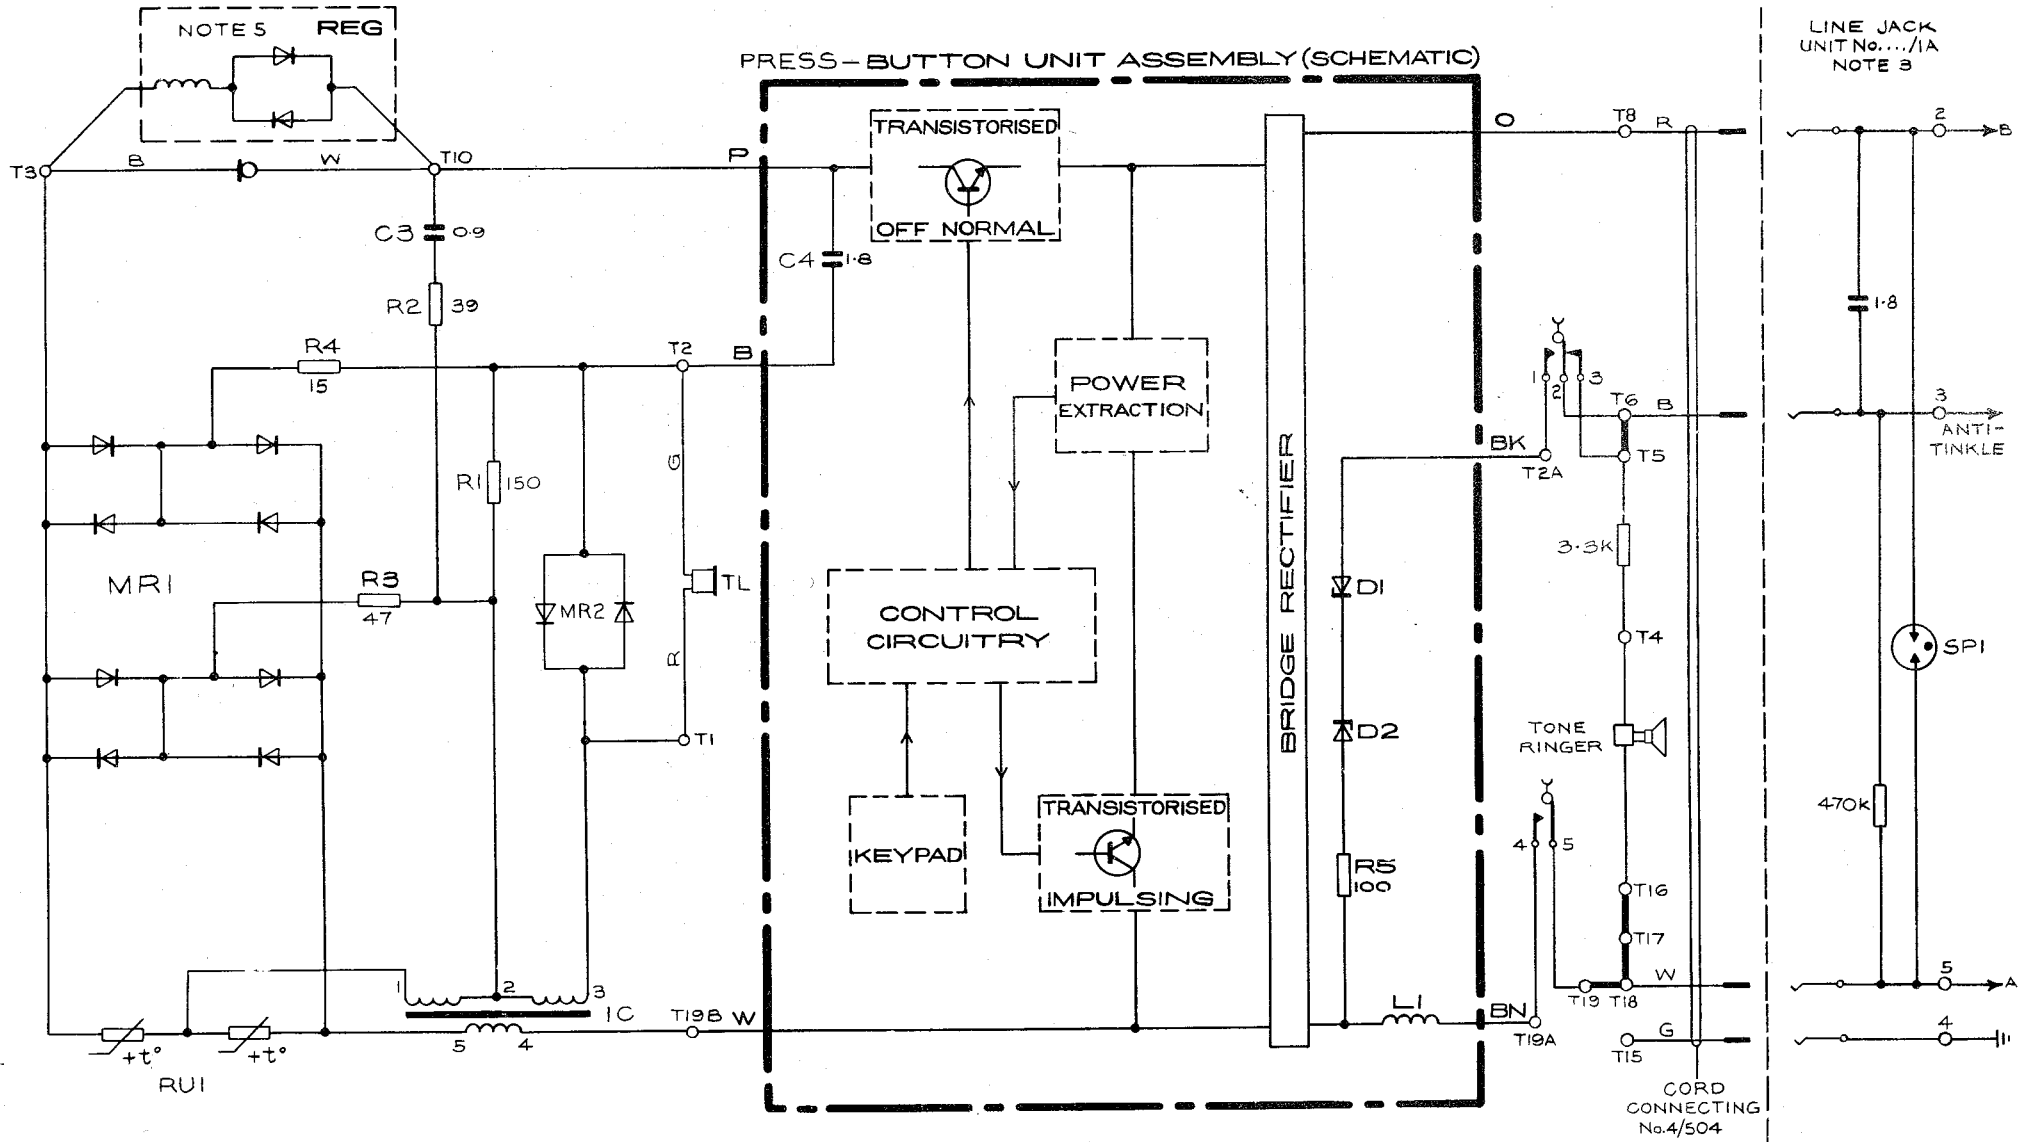 NOTE 5 REG
PRESS-BUTTON UNIT ASSEMBLY (SCHEMATIC)
LINE JACK
UNIT No..../1A
NOTE 3
T3
B
W
T10
P
TRANSISTORISED
OFF NORMAL
O
T8
R
2
B
C3 0·9
C4 1·8
R2 39
1·8
R4
15
T2
B
POWER
EXTRACTION
1
2
3
T6
B
3
ANTI-
TINKLE
BK
T2A
T5
R1 150
G
BRIDGE RECTIFIER
3·3K
MR1
R3
47
MR2
TL
CONTROL
CIRCUITRY
D1
T4
SP1
R
T1
D2
TONE
RINGER
KEYPAD
TRANSISTORISED
IMPULSING
R5
100
4
5
470K
T16
T17
1
2
3
1C
5
4
T19B W
L1
BN
T19A
T19
T18
W
5
A
+t°
+t°
RU1
T15
G
4
CORD
CONNECTING
No.4/504